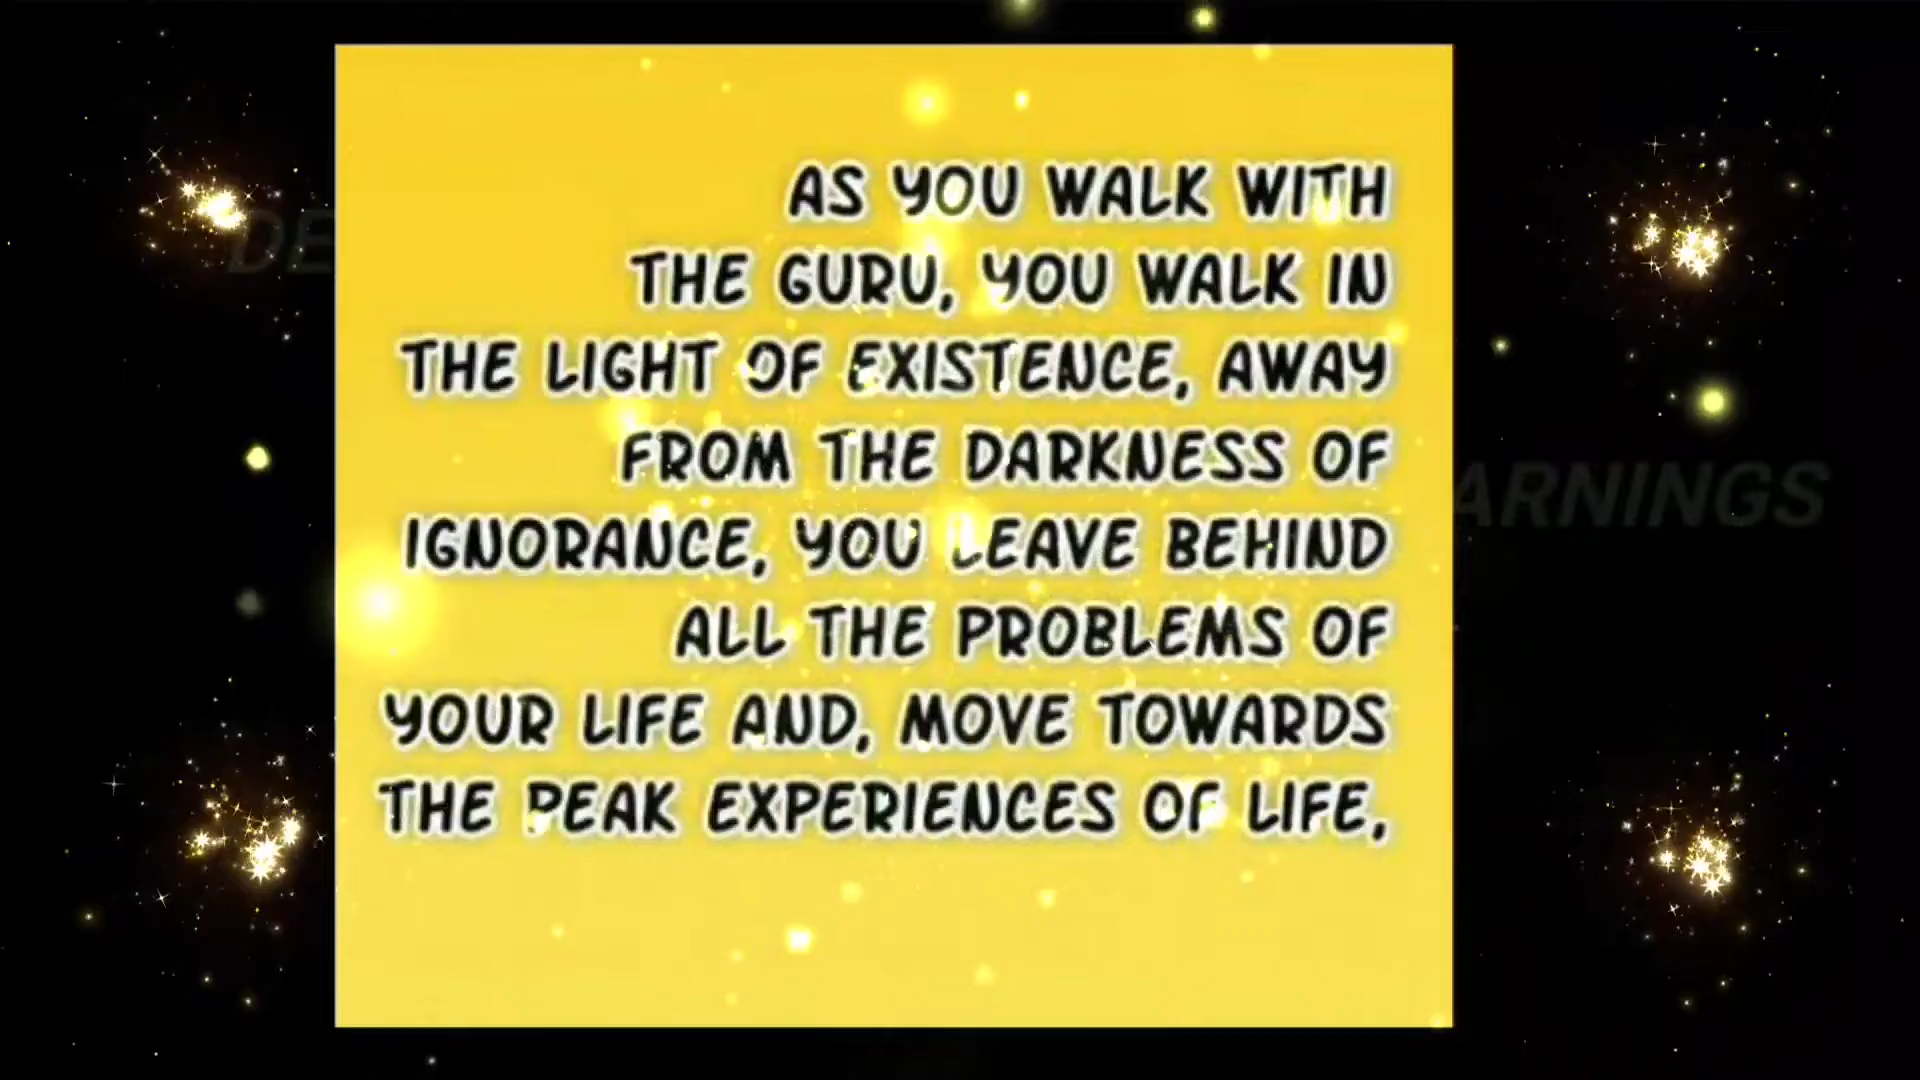 AS YOU WALK WITH
THE GURU, YOU WALK IN
THE LIGHT OF EXISTENCE, AWAY
FROM THE DARKNESS OF
IGNORANCE, YOU LEAVE BEHIND
ALL THE PROBLEMS OF
YOUR LIFE AND, MOVE TOWARDS
THE PEAK EXPERIENCES OF LIFE,